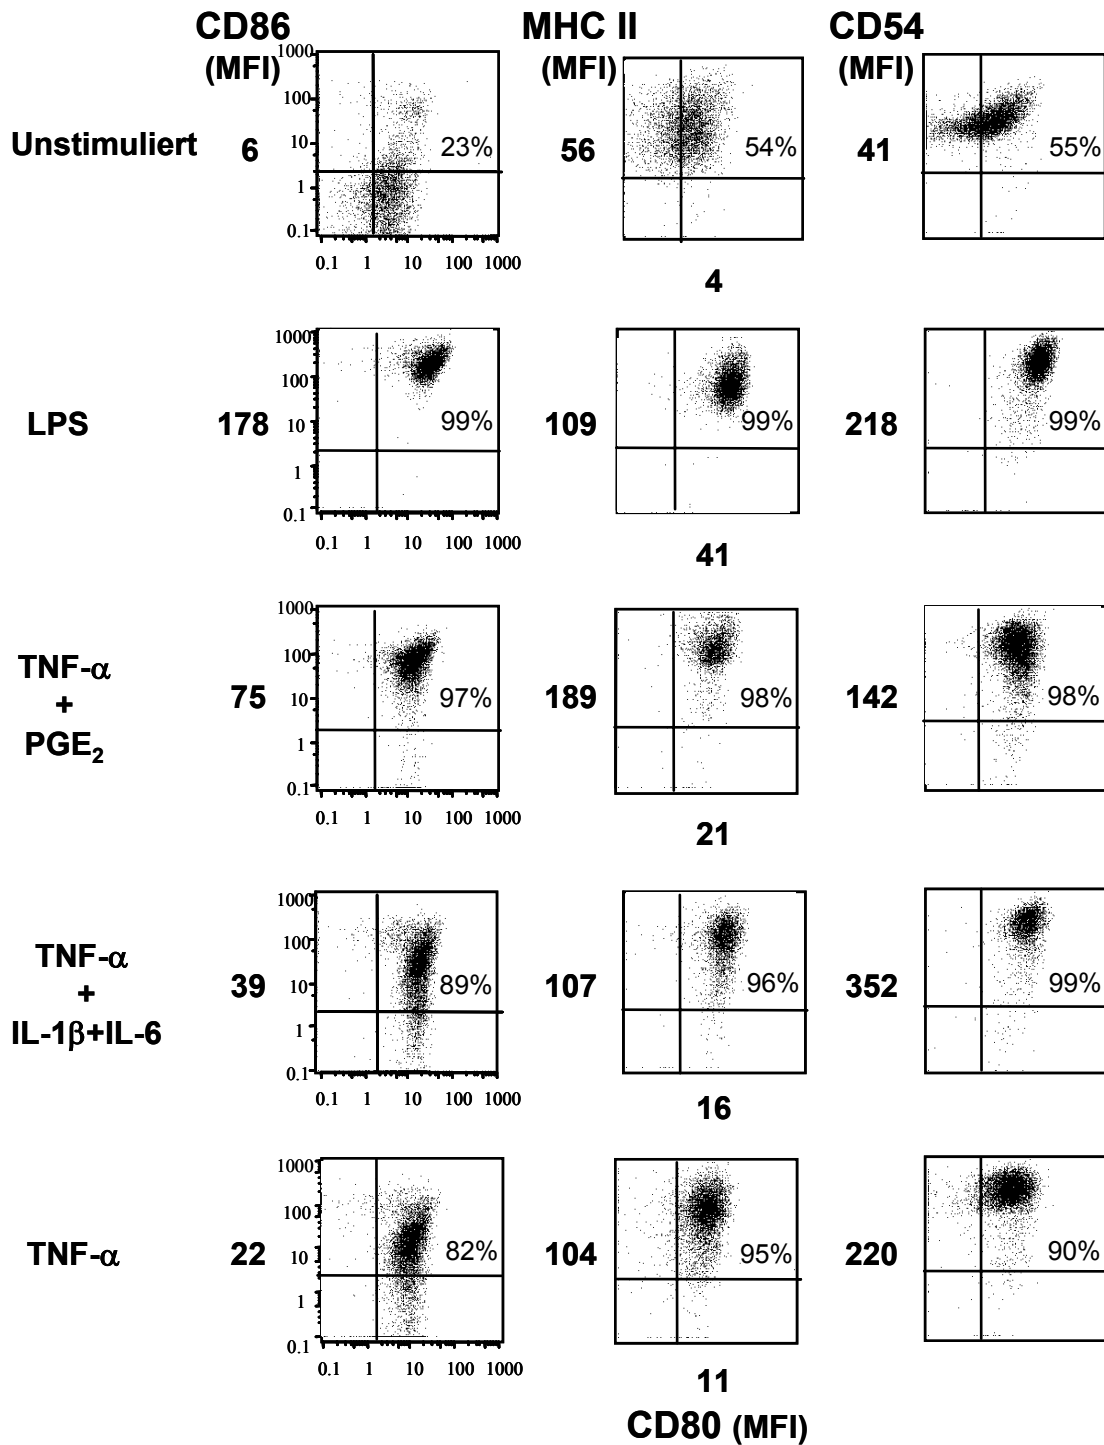 CD86 MHC II CD54
(MFI) (MFI) (MFI)
1000
100
10
1
0.1
Unstimuliert 6 23% 56 54% 41 55%
0.1 1 10 100 1000
4
1000
100
10
1
0.1
LPS 178 99% 109 99% 218 99%
0.1 1 10 100 1000
41
1000
100
10
1
0.1
TNF-α
+
PGE₂
75 97% 189 98% 142 98%
0.1 1 10 100 1000
21
1000
100
10
1
0.1
TNF-α
+
IL-1β+IL-6
39 89% 107 96% 352 99%
0.1 1 10 100 1000
16
1000
100
10
1
0.1
TNF-α 22 82% 104 95% 220 90%
0.1 1 10 100 1000
11
CD80 (MFI)